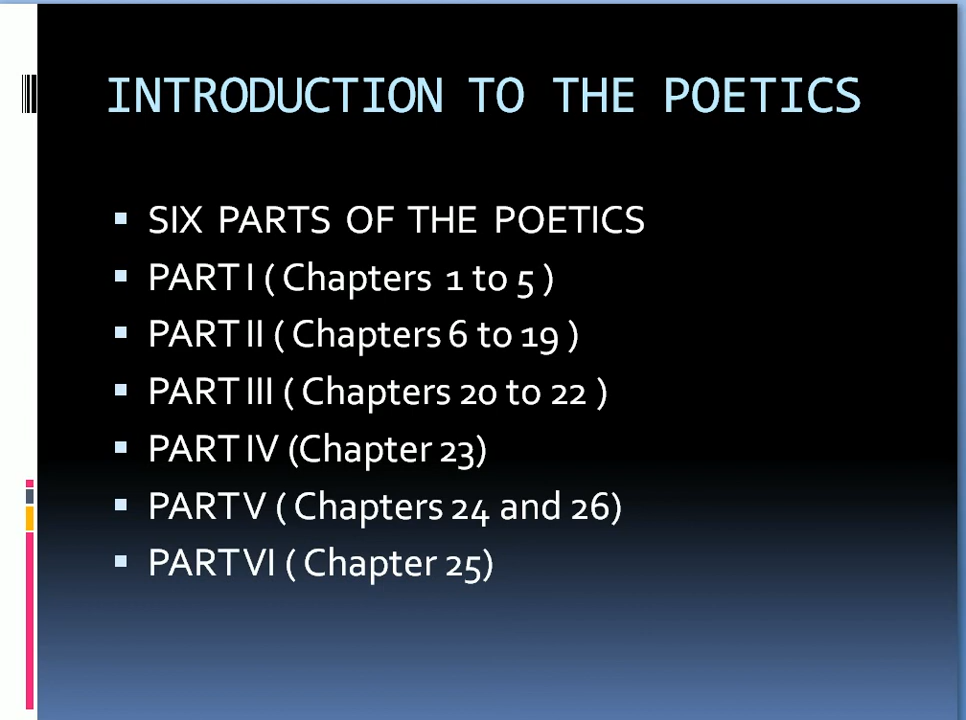 INTRODUCTION TO THE POETICS
SIX PARTS OF THE POETICS
PART I ( Chapters 1 to 5 )
PART II ( Chapters 6 to 19 )
PART III ( Chapters 20 to 22 )
PART IV (Chapter 23)
PART V ( Chapters 24 and 26)
PART VI ( Chapter 25)